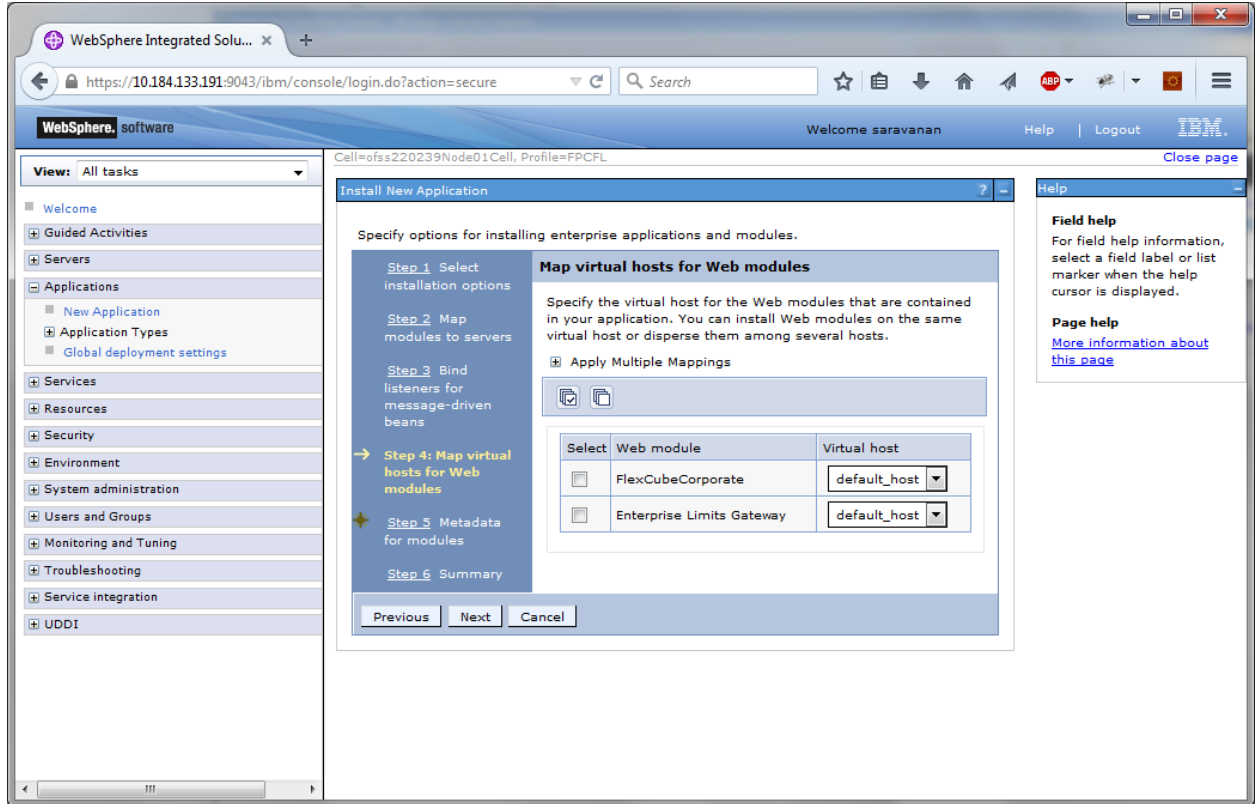 WebSphere Integrated Solu... × +
https://10.184.133.191:9043/ibm/console/login.do?action=secure
Search
ABP
WebSphere. software
Welcome saravanan
Help | Logout
IBM.
View: All tasks
Welcome
Guided Activities
Servers
Applications
New Application
Application Types
Global deployment settings
Services
Resources
Security
Environment
System administration
Users and Groups
Monitoring and Tuning
Troubleshooting
Service integration
UDDI
Cell=ofss220239Node01Cell, Profile=FPCFL
Close page
Install New Application ? -
Specify options for installing enterprise applications and modules.
Step 1 Select
installation options
Step 2 Map
modules to servers
Step 3 Bind
listeners for
message-driven
beans
Step 4: Map virtual
hosts for Web
modules
Step 5 Metadata
for modules
Step 6 Summary
Map virtual hosts for Web modules
Specify the virtual host for the Web modules that are contained
in your application. You can install Web modules on the same
virtual host or disperse them among several hosts.
Apply Multiple Mappings
Select Web module Virtual host
FlexCubeCorporate default_host
Enterprise Limits Gateway default_host
Previous Next Cancel
Help -
Field help
For field help information,
select a field label or list
marker when the help
cursor is displayed.
Page help
More information about
this page